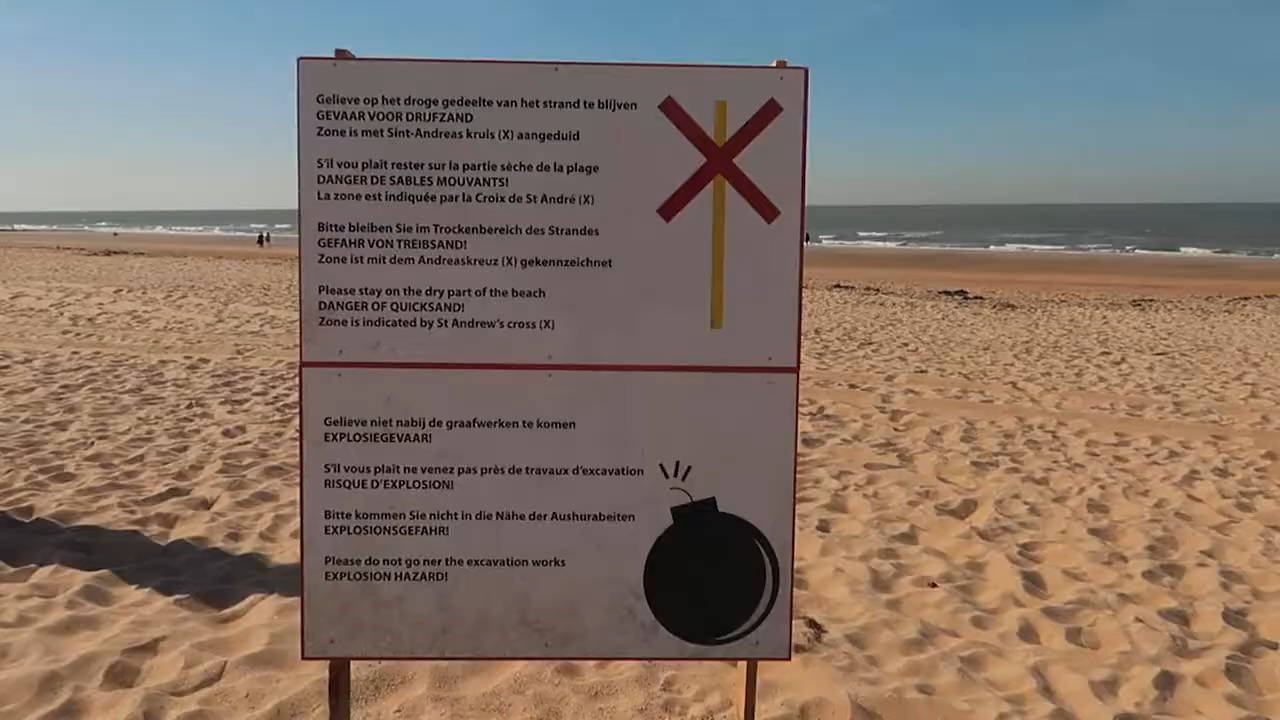 Gelieve op het droge gedeelte van het strand te blijven
GEVAAR VOOR DRIJFZAND
Zone is met Sint-Andreas kruis (X) aangeduid
S'il vou plaît rester sur la partie sèche de la plage
DANGER DE SABLES MOUVANTS!
La zone est indiquée par la Croix de St André (X)
Bitte bleiben Sie im Trockenbereich des Strandes
GEFAHR VON TREIBSAND!
Zone ist mit dem Andreaskreuz (X) gekennzeichnet
Please stay on the dry part of the beach
DANGER OF QUICKSAND!
Zone is indicated by St Andrew's cross (X)
Gelieve niet nabij de graafwerken te komen
EXPLOSIEGEVAAR!
S'il vous plaît ne venez pas près de travaux d'excavation
RISQUE D'EXPLOSION!
Bitte kommen Sie nicht in die Nähe der Aushurabeiten
EXPLOSIONSGEFAHR!
Please do not go ner the excavation works
EXPLOSION HAZARD!